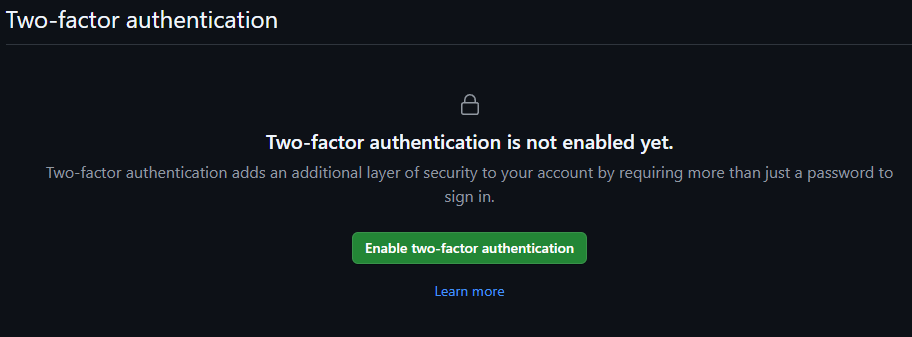 Two-factor authentication
Two-factor authentication is not enabled yet.
Two-factor authentication adds an additional layer of security to your account by requiring more than just a password to
sign in.
Enable two-factor authentication
Learn more